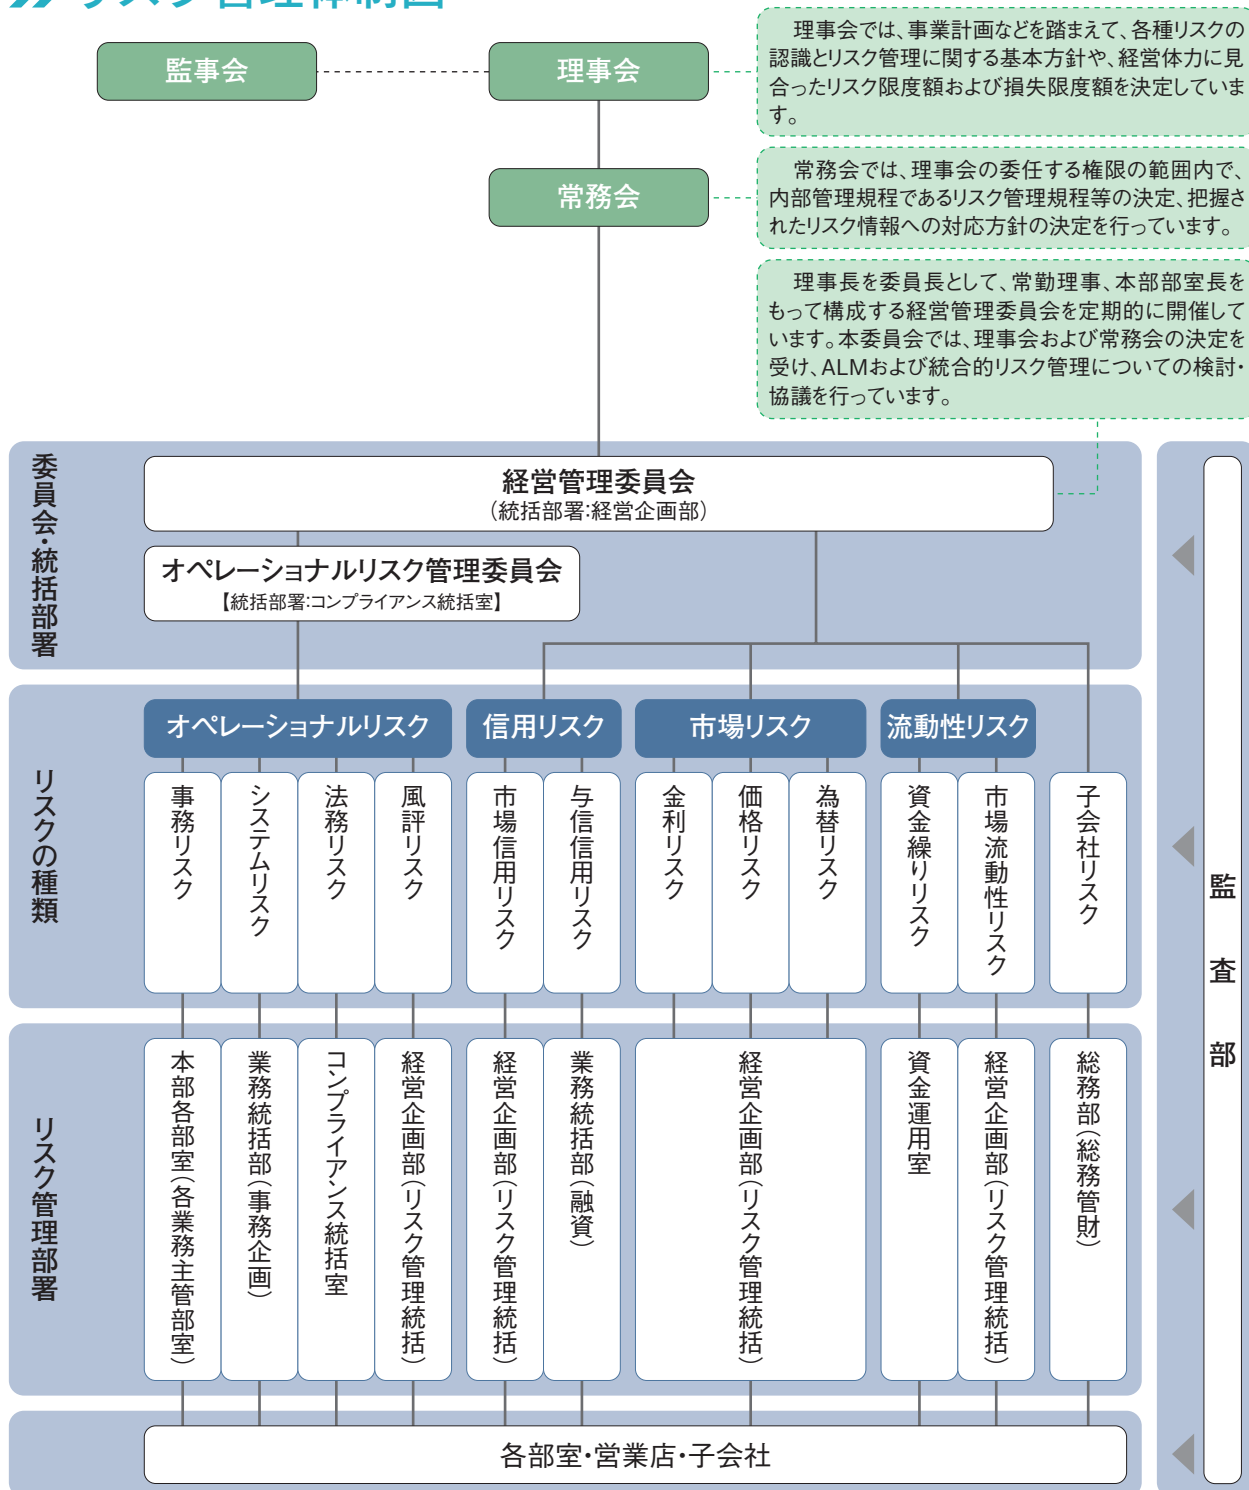 リスク管理体制図
監事会
理事会
理事会では、事業計画などを踏まえて、各種リスクの
認識とリスク管理に関する基本方針や、経営体力に見
合ったリスク限度額および損失限度額を決定していま
す。
常務会
常務会では、理事会の委任する権限の範囲内で、
内部管理規程であるリスク管理規程等の決定、把握さ
れたリスク情報への対応方針の決定を行っています。
理事長を委員長として、常勤理事、本部部室長を
もって構成する経営管理委員会を定期的に開催して
います。本委員会では、理事会および常務会の決定を
受け、ALMおよび統合的リスク管理についての検討・
協議を行っています。
委員会・統括部署
経営管理委員会
（統括部署:経営企画部）
オペレーショナルリスク管理委員会
【統括部署:コンプライアンス統括室】
リスクの種類
オペレーショナルリスク
信用リスク
市場リスク
流動性リスク
事務リスク
システムリスク
法務リスク
風評リスク
市場信用リスク
与信信用リスク
金利リスク
価格リスク
為替リスク
資金繰りリスク
市場流動性リスク
子会社リスク
リスク管理部署
本部各部室（各業務主管部室）
業務統括部（事務企画）
コンプライアンス統括室
経営企画部（リスク管理統括）
経営企画部（リスク管理統括）
業務統括部（融資）
経営企画部（リスク管理統括）
資金運用室
経営企画部（リスク管理統括）
総務部（総務管財）
各部室・営業店・子会社
監査部